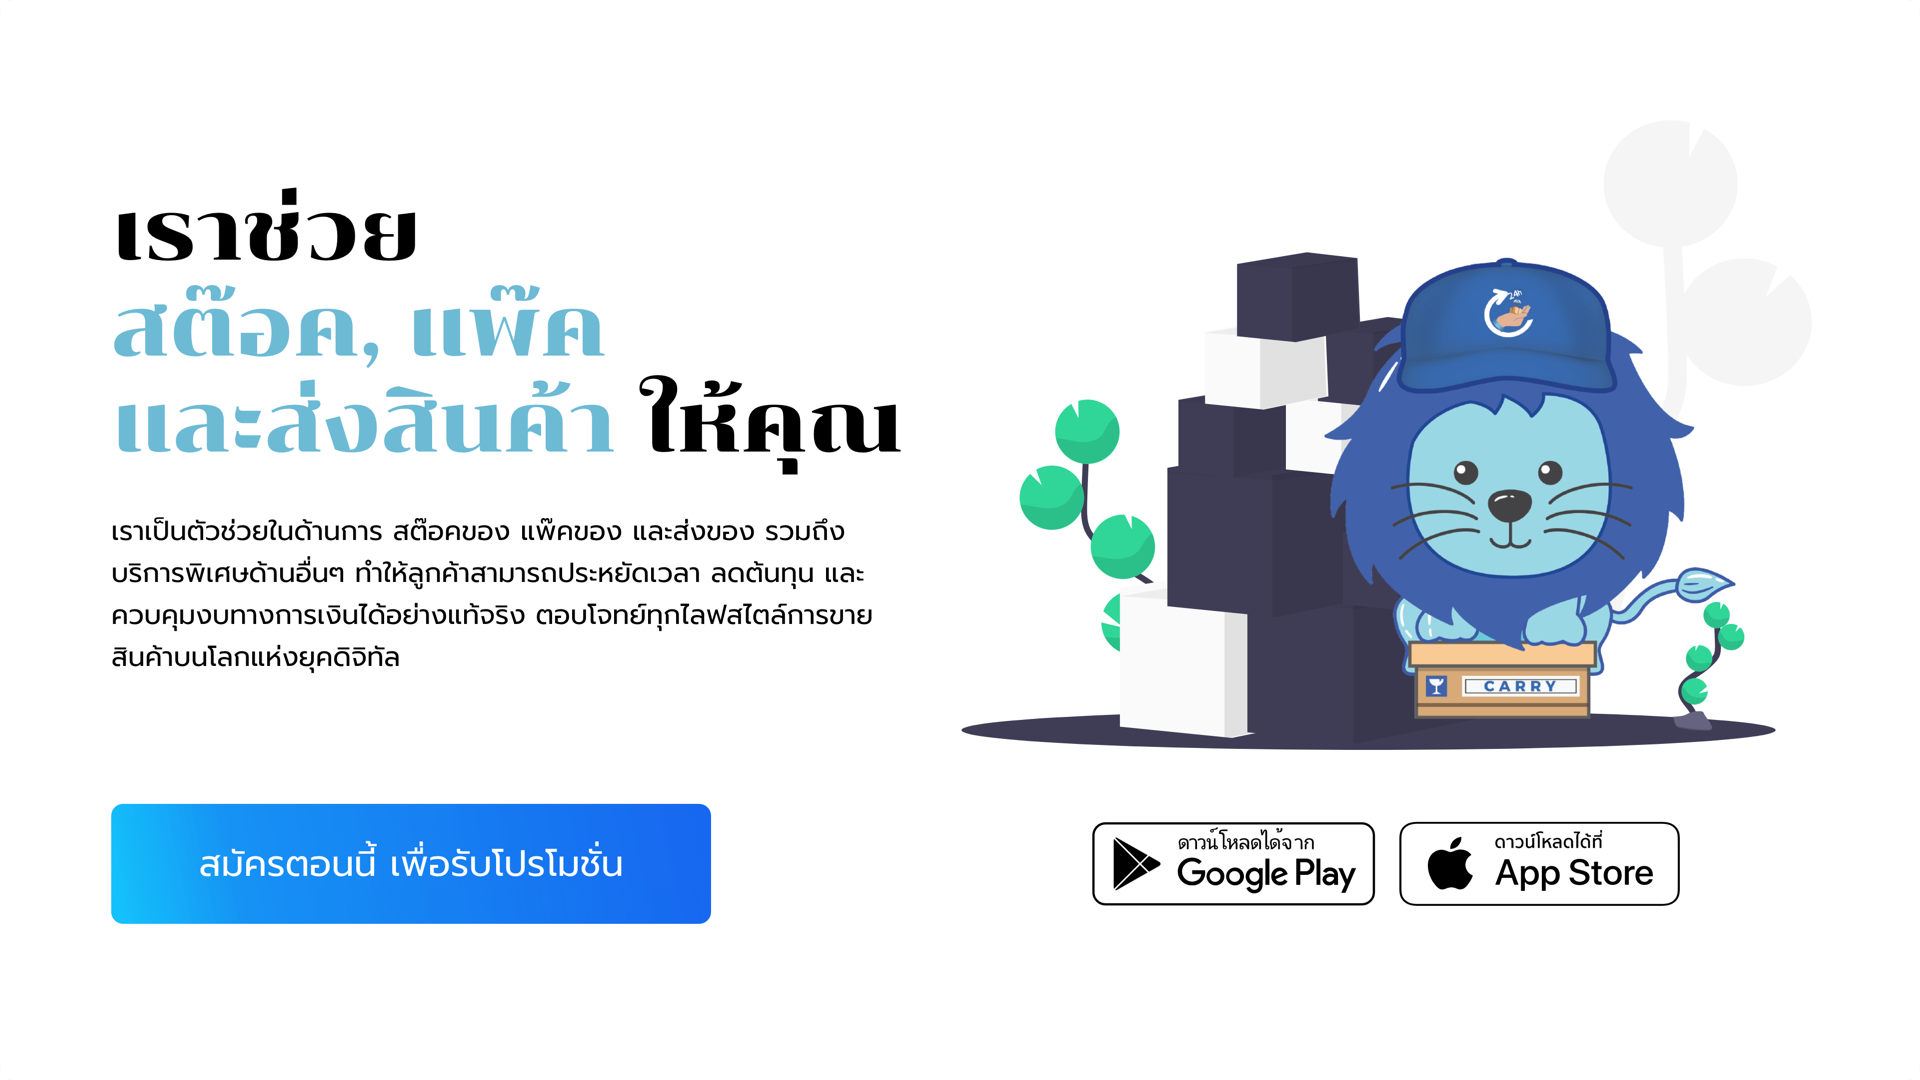 เราช่วย
สต๊อค, แพ๊ค
และส่งสินค้า ให้คุณ
เราเป็นตัวช่วยในด้านการ สต๊อคของ แพ๊คของ และส่งของ รวมถึง
บริการพิเศษด้านอื่นๆ ทำให้ลูกค้าสามารถประหยัดเวลา ลดต้นทุน และ
ควบคุมงบทางการเงินได้อย่างแท้จริง ตอบโจทย์ทุกไลฟสไตล์การขาย
สินค้าบนโลกแห่งยุคดิจิทัล
สมัครตอนนี้ เพื่อรับโปรโมชั่น
24h
CARRY
ดาวน์โหลดได้จาก
Google Play
ดาวน์โหลดได้ที่
App Store